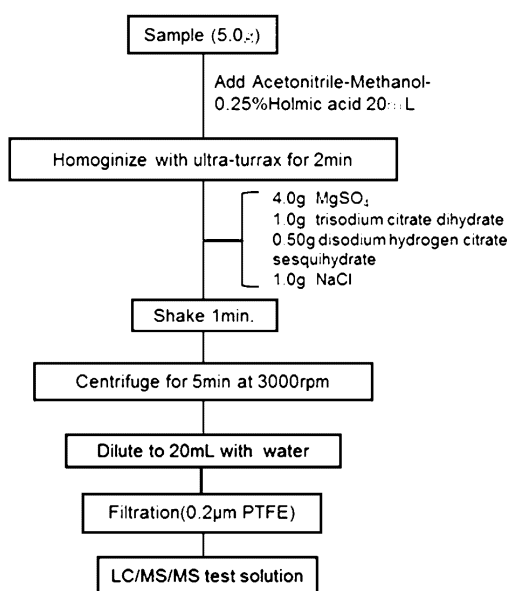 Sample (5.0
Add Acetonitrile-Methanol-
0.25%Holmic acid 20 L
Homoginize with ultra-turrax for 2min
4.0g MgSO₄
1.0g trisodium citrate dihydrate
0.50g disodium hydrogen citrate
sesquihydrate
1.0g NaCl
Shake 1min.
Centrifuge for 5min at 3000rpm
Dilute to 20mL with water
Filtration(0.2µm PTFE)
LC/MS/MS test solution